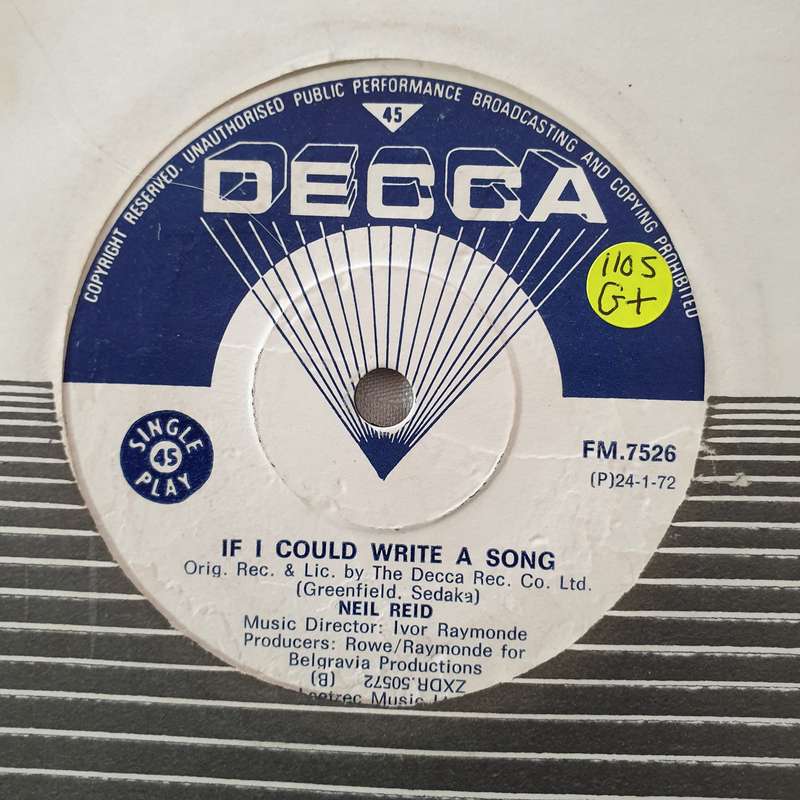 COPYRIGHT RESERVED. UNAUTHORISED PUBLIC PERFORMANCE BROADCASTING AND COPYING PROHIBITED
45
DECCA
1105
G+
SINGLE
45
PLAY
FM.7526
(P)24-1-72
IF I COULD WRITE A SONG
Orig. Rec. & Lic. by The Decca Rec. Co. Ltd.
(Greenfield, Sedaka)
NEIL REID
Music Director: Ivor Raymonde
Producers: Rowe/Raymonde for
Belgravia Productions
ZXDR.50572 (B)
Music